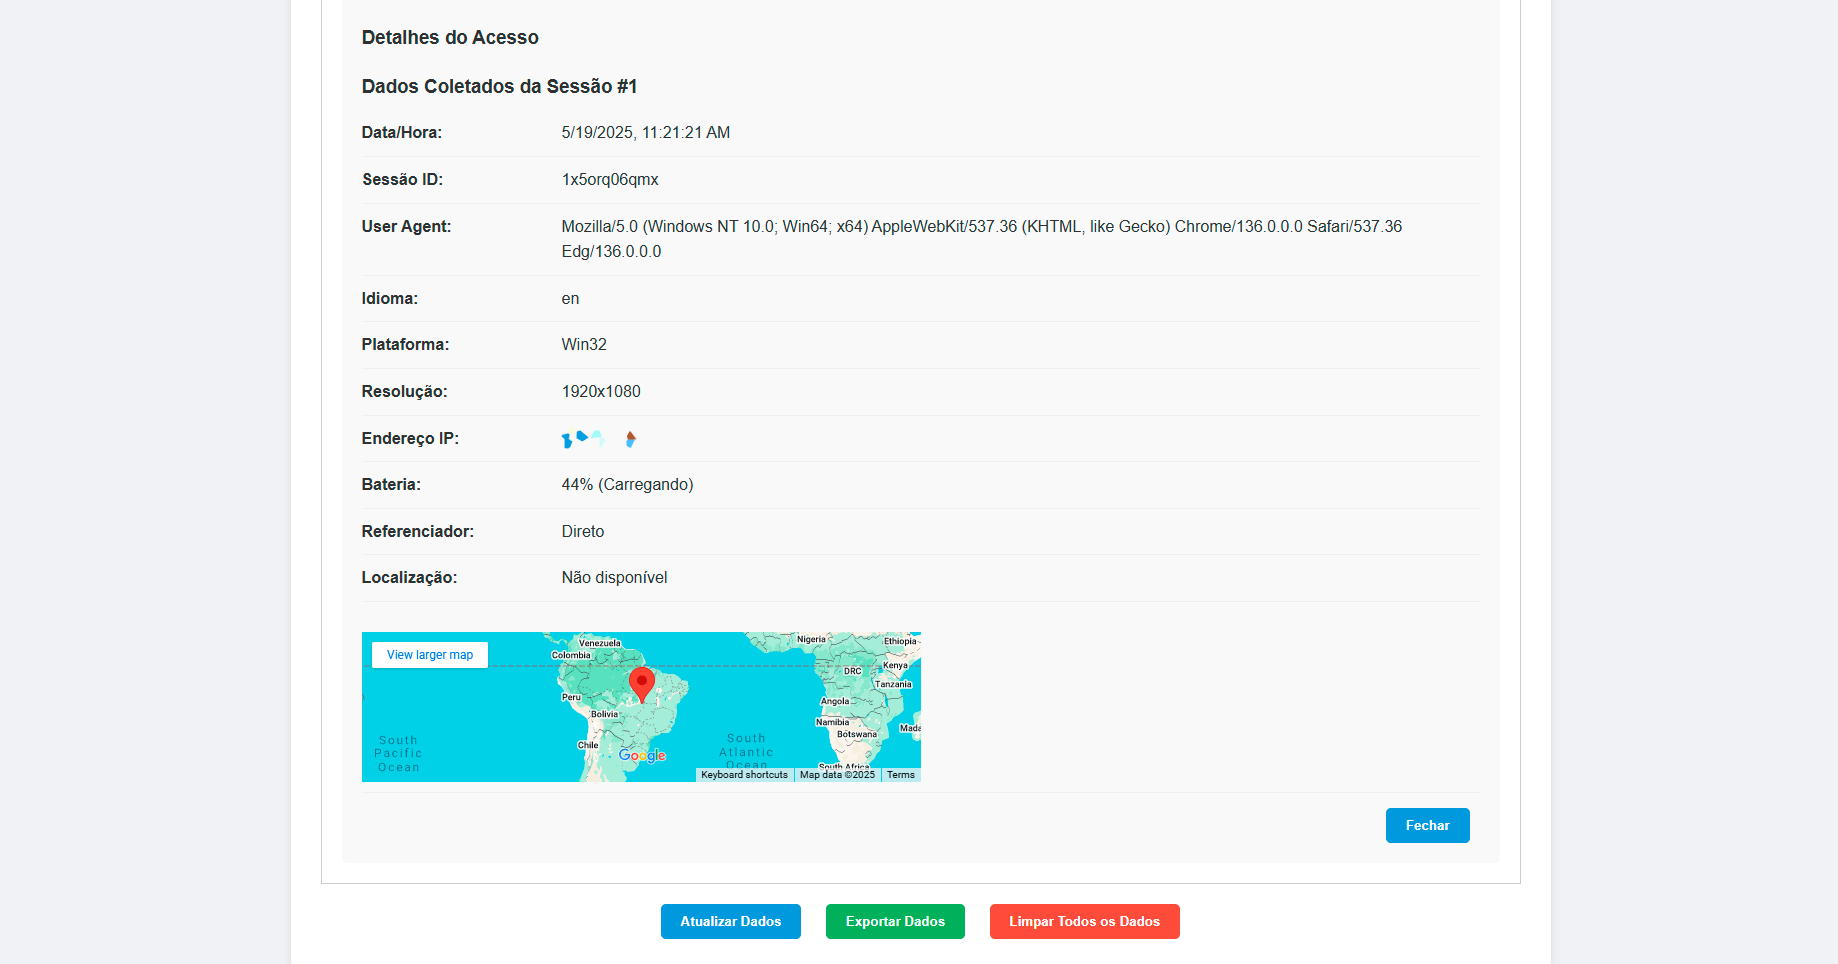 Detalhes do Acesso
Dados Coletados da Sessão #1
Data/Hora: 5/19/2025, 11:21:21 AM
Sessão ID: 1x5orq06qmx
User Agent: Mozilla/5.0 (Windows NT 10.0; Win64; x64) AppleWebKit/537.36 (KHTML, like Gecko) Chrome/136.0.0.0 Safari/537.36
Edg/136.0.0.0
Idioma: en
Plataforma: Win32
Resolução: 1920x1080
Endereço IP:
Bateria: 44% (Carregando)
Referenciador: Direto
Localização: Não disponível
View larger map
Venezuela
Colombia
Peru
Bolivia
Chile
Nigeria
Ethiopia
Kenya
DRC
Tanzania
Angola
Namibia
Botswana
Mada
South Africa
South
Pacific
Ocean
South
Atlantic
Ocean
Google
Keyboard shortcuts Map data ©2025 Terms
Fechar
Atualizar Dados Exportar Dados Limpar Todos os Dados